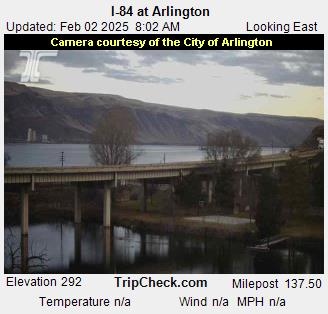 I-84 at Arlington
Updated: Feb 02 2025 8:02 AM Looking East
Camera courtesy of the City of Arlington
Elevation 292 TripCheck.com Milepost 137.50
Temperature n/a Wind n/a MPH n/a